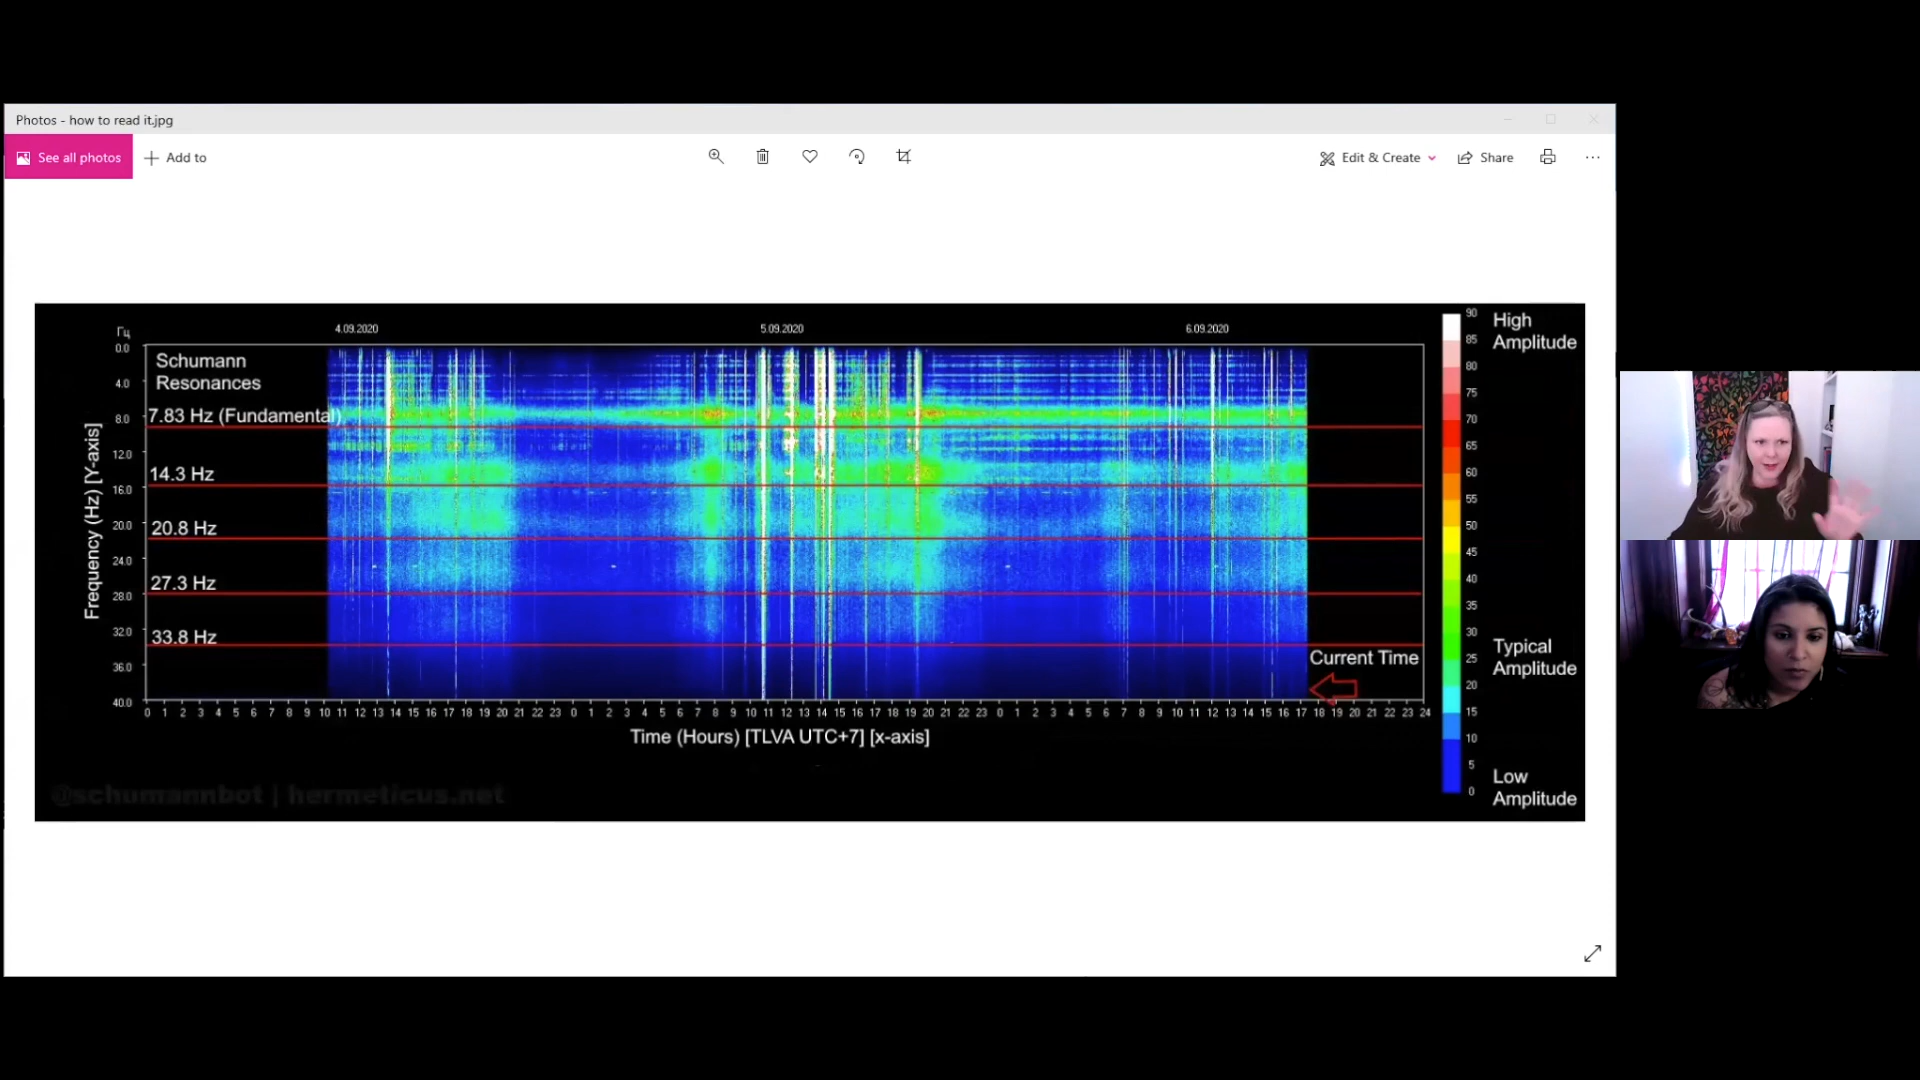 Photos - how to read it.jpg
See all photos
Add to
Edit & Create
Share
4.09.2020
5.09.2020
6.09.2020
Гц
0.0
4.0
8.0
12.0
16.0
20.0
24.0
28.0
32.0
36.0
40.0
Frequency (Hz) [Y-axis]
Schumann
Resonances
7.83 Hz (Fundamental)
14.3 Hz
20.8 Hz
27.3 Hz
33.8 Hz
Current Time
0 1 2 3 4 5 6 7 8 9 10 11 12 13 14 15 16 17 18 19 20 21 22 23 0 1 2 3 4 5 6 7 8 9 10 11 12 13 14 15 16 17 18 19 20 21 22 23 0 1 2 3 4 5 6 7 8 9 10 11 12 13 14 15 16 17 18 19 20 21 22 23 24
Time (Hours) [TLVA UTC+7] [x-axis]
90
85
80
75
70
65
60
55
50
45
40
35
30
25
20
15
10
5
0
High
Amplitude
Typical
Amplitude
Low
Amplitude
@schumannbot | hermeticus.net